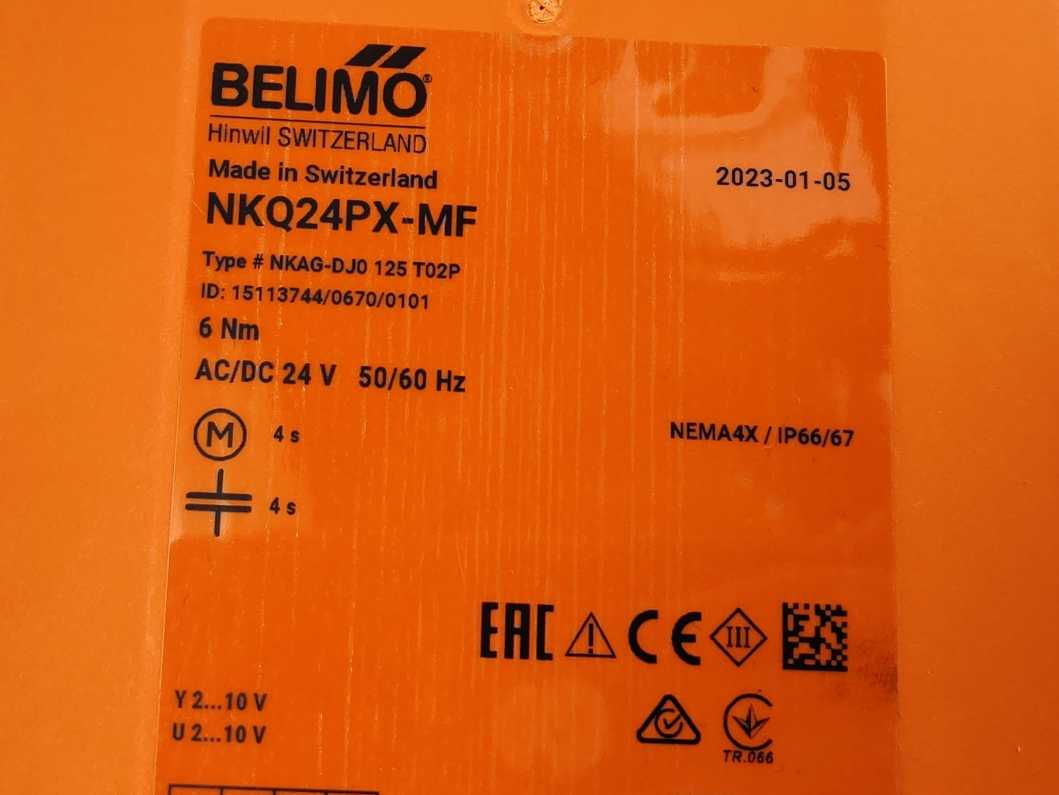 BELIMO®
Hinwil SWITZERLAND
Made in Switzerland
2023-01-05
NKQ24PX-MF
Type # NKAG-DJ0 125 T02P
ID: 15113744/0670/0101
6 Nm
AC/DC 24 V 50/60 Hz
M 4 s
NEMA4X / IP66/67
4 s
EAC CE III
Y 2...10 V
U 2...10 V
TR.066